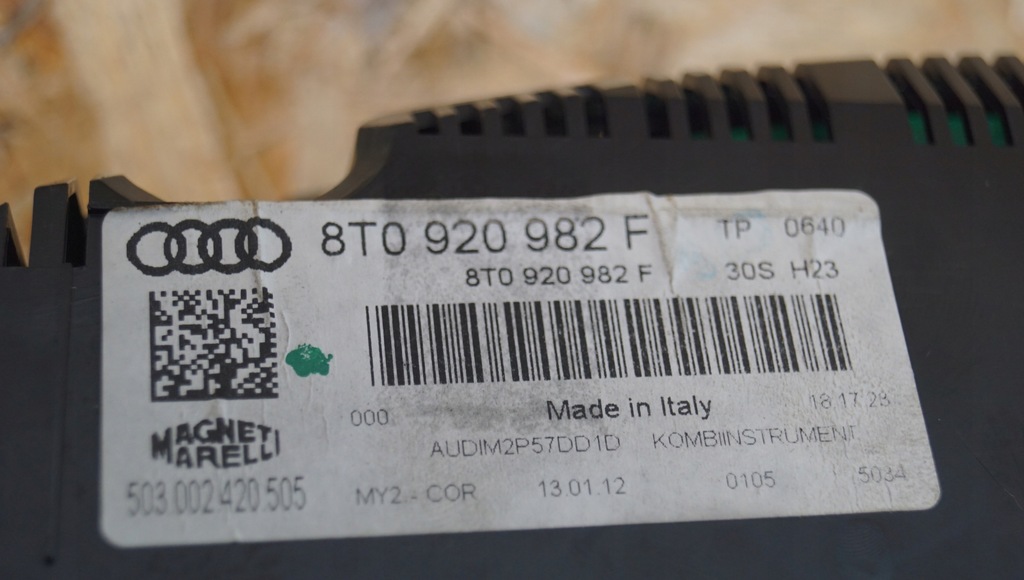 8T0 920 982 F TP 0640
8T0 920 982 F 30S H23
000 Made in Italy 18:17:28
MAGNETI
MARELLI
AUDIM2P57DD1D KOMBIINSTRUMENT
503.002.420.505 MY2 - COR 13.01.12 0105 5034